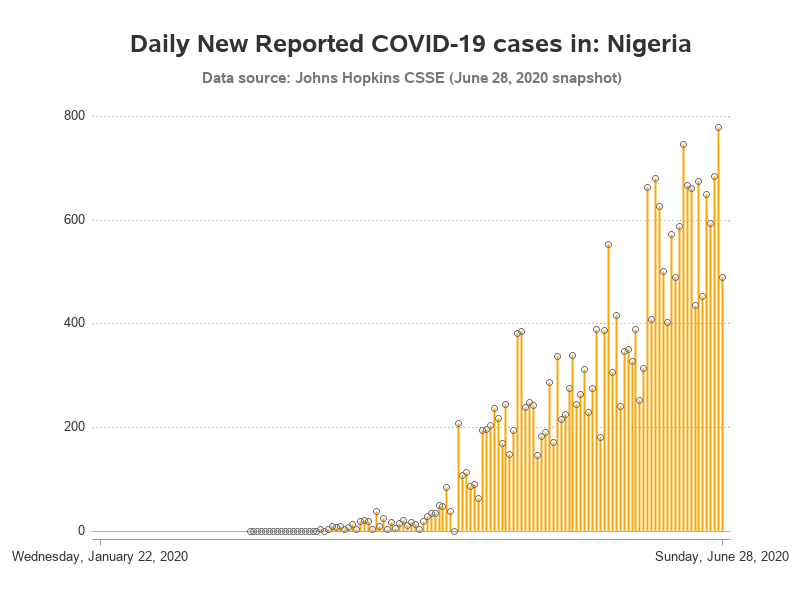 Daily New Reported COVID-19 cases in: Nigeria
Data source: Johns Hopkins CSSE (June 28, 2020 snapshot)
800
600
400
200
0
Wednesday, January 22, 2020
Sunday, June 28, 2020